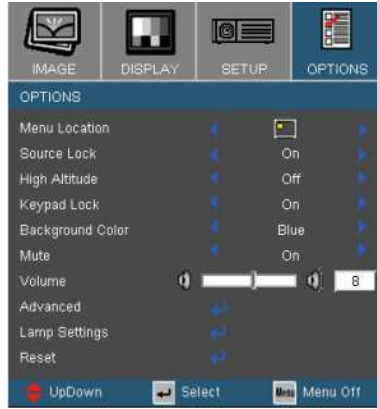 IMAGE DISPLAY SETUP OPTIONS
OPTIONS
Menu Location
Source Lock On
High Altitude Off
Keypad Lock On
Background Color Blue
Mute On
Volume 8
Advanced
Lamp Settings
Reset
UpDown Select Menu Menu Off